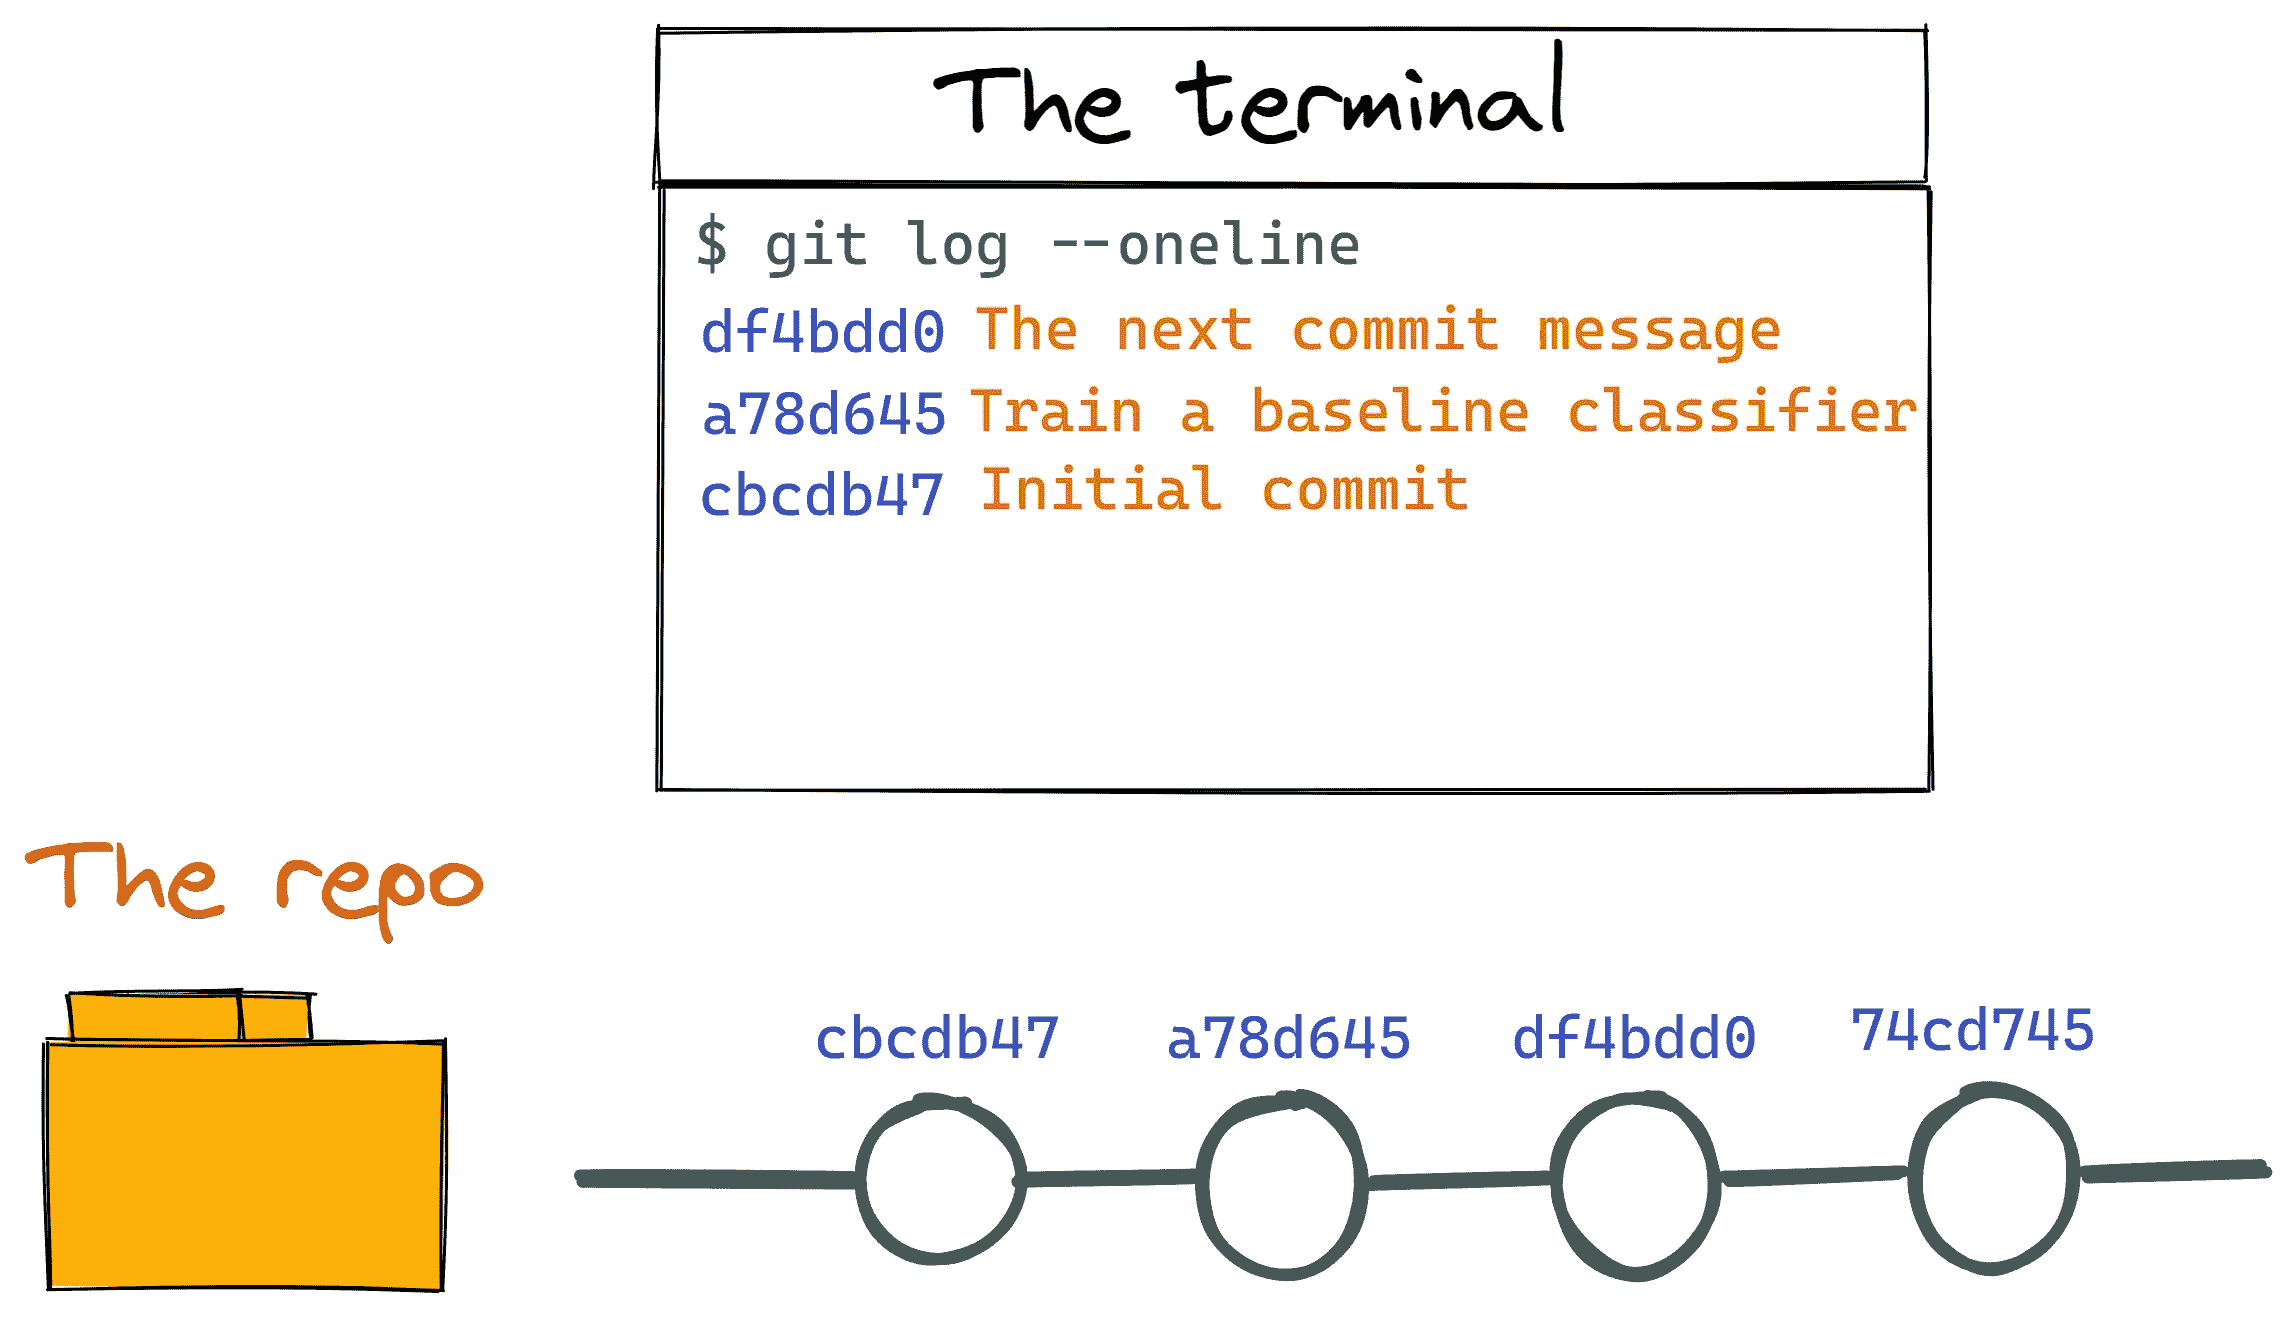 The terminal
$ git log --oneline
df4bdd0 The next commit message
a78d645 Train a baseline classifier
cbcdb47 Initial commit
The repo
cbcdb47 a78d645 df4bdd0 74cd745